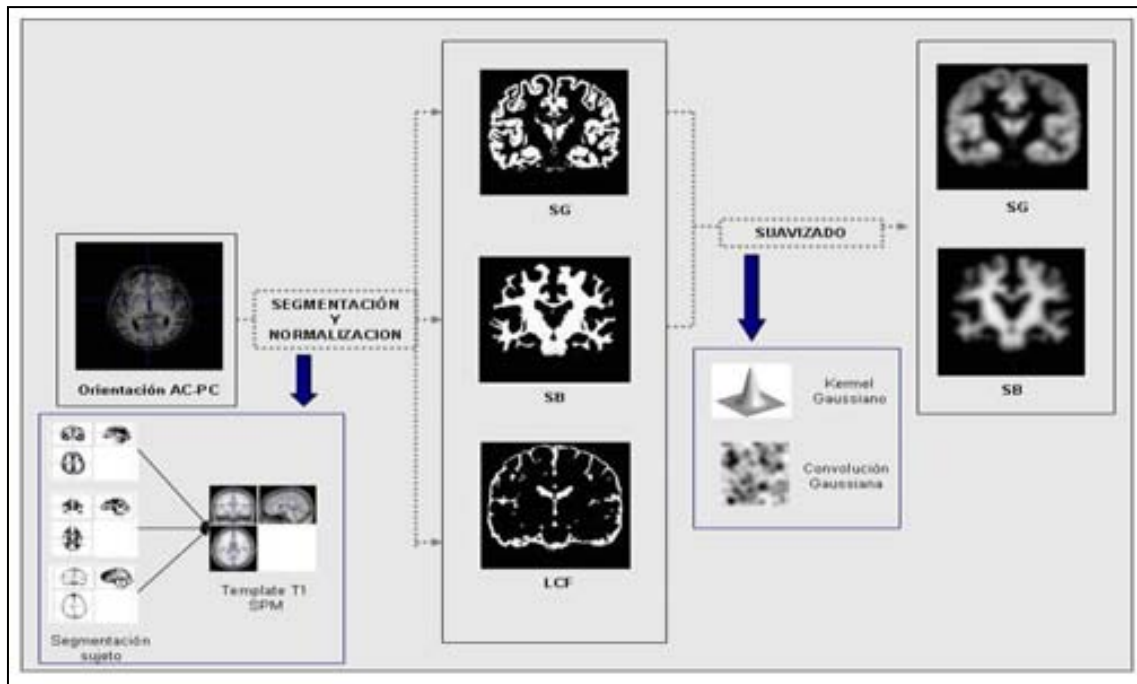 Orientación AC-PC
SEGMENTACIÓN
Y
NORMALIZACION
Segmentación
sujeto
Template T1
SPM
SG
SB
LCF
SUAVIZADO
Kermel
Gaussiano
Convolución
Gaussiana
SG
SB